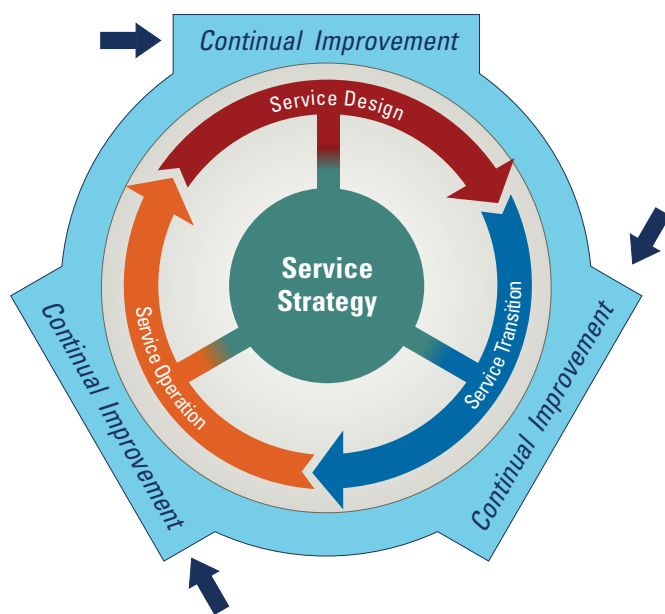 Continual Improvement
Service Design
Service
Strategy
Service Transition
Service Operation
Continual Improvement
Continual Improvement